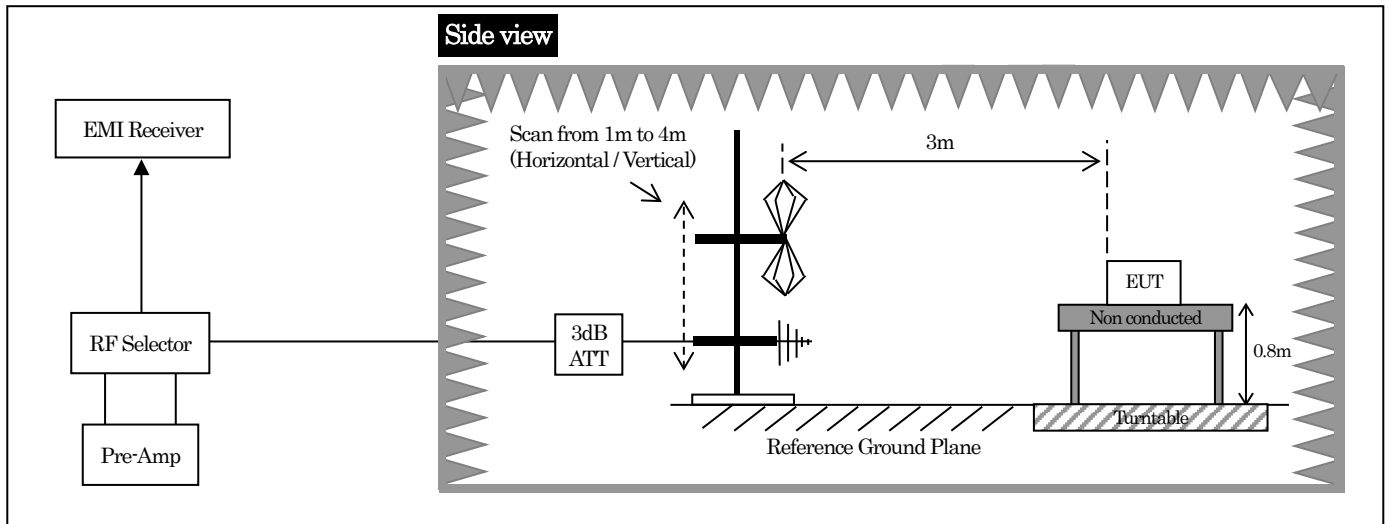 Side view
EMI Receiver
Scan from 1m to 4m
(Horizontal / Vertical)
3m
EUT
Non conducted
0.8m
RF Selector
3dB
ATT
Turntable
Reference Ground Plane
Pre-Amp